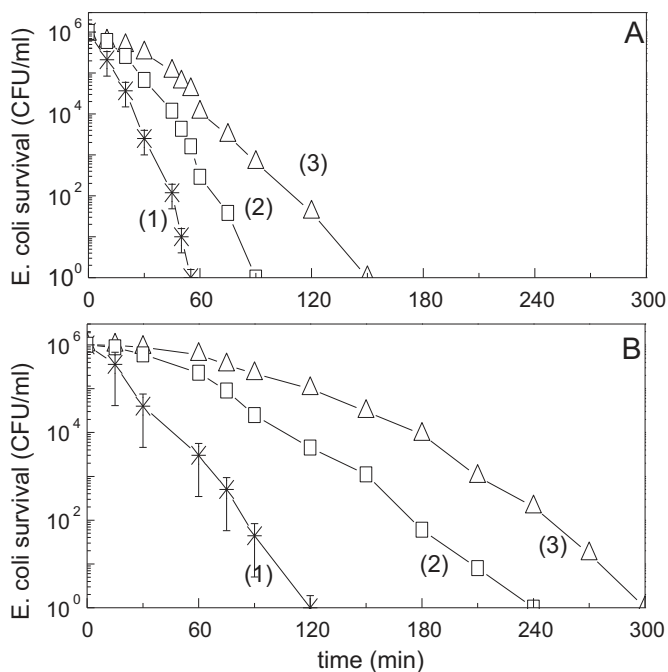 A
E. coli survival (CFU/ml)
10^6
10^4
10^2
10^0
(1)
(2)
(3)
0 60 120 180 240 300
B
E. coli survival (CFU/ml)
10^6
10^4
10^2
10^0
(1)
(2)
(3)
0 60 120 180 240 300
time (min)